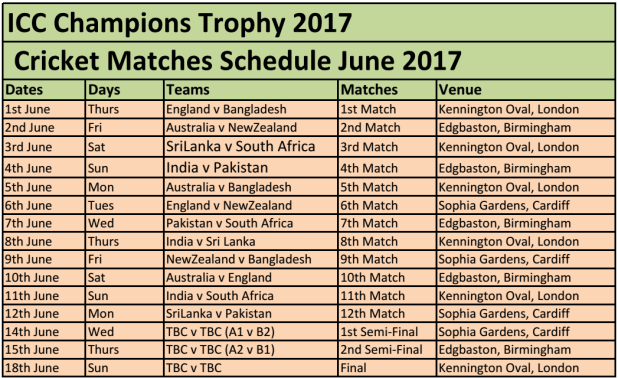 ICC Champions Trophy 2017
Cricket Matches Schedule June 2017
Dates Days Teams Matches Venue
1st June Thurs England v Bangladesh 1st Match Kennington Oval, London
2nd June Fri Australia v NewZealand 2nd Match Edgbaston, Birmingham
3rd June Sat SriLanka v South Africa 3rd Match Kennington Oval, London
4th June Sun India v Pakistan 4th Match Edgbaston, Birmingham
5th June Mon Australia v Bangladesh 5th Match Kennington Oval, London
6th June Tues England v NewZealand 6th Match Sophia Gardens, Cardiff
7th June Wed Pakistan v South Africa 7th Match Edgbaston, Birmingham
8th June Thurs India v Sri Lanka 8th Match Kennington Oval, London
9th June Fri NewZealand v Bangladesh 9th Match Sophia Gardens, Cardiff
10th June Sat Australia v England 10th Match Edgbaston, Birmingham
11th June Sun India v South Africa 11th Match Kennington Oval, London
12th June Mon SriLanka v Pakistan 12th Match Sophia Gardens, Cardiff
14th June Wed TBC v TBC (A1 v B2) 1st Semi-Final Sophia Gardens, Cardiff
15th June Thurs TBC v TBC (A2 v B1) 2nd Semi-Final Edgbaston, Birmingham
18th June Sun TBC v TBC Final Kennington Oval, London